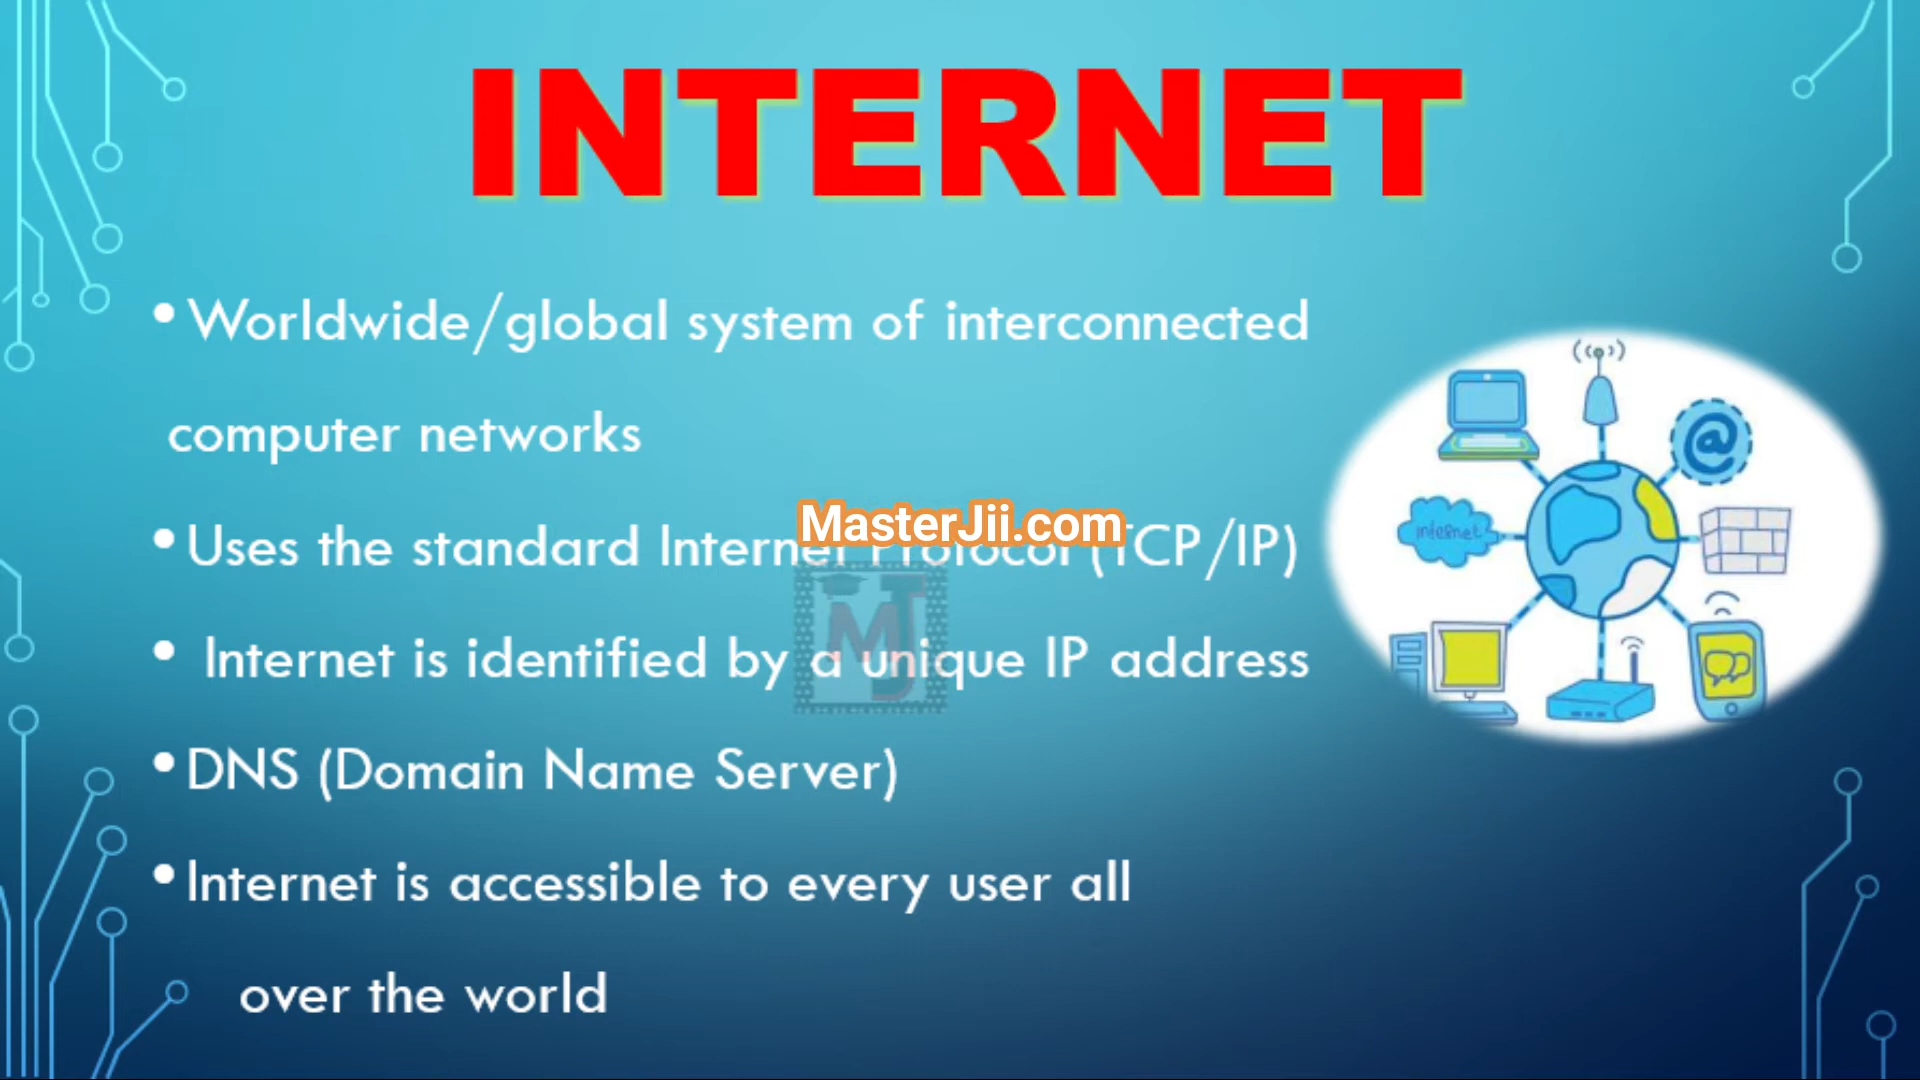 INTERNET
• Worldwide/global system of interconnected
computer networks
MasterJii.com
• Uses the standard Internet Protocol (TCP/IP)
MTJ
• Internet is identified by a unique IP address
• DNS (Domain Name Server)
• Internet is accessible to every user all
over the world
@
internet